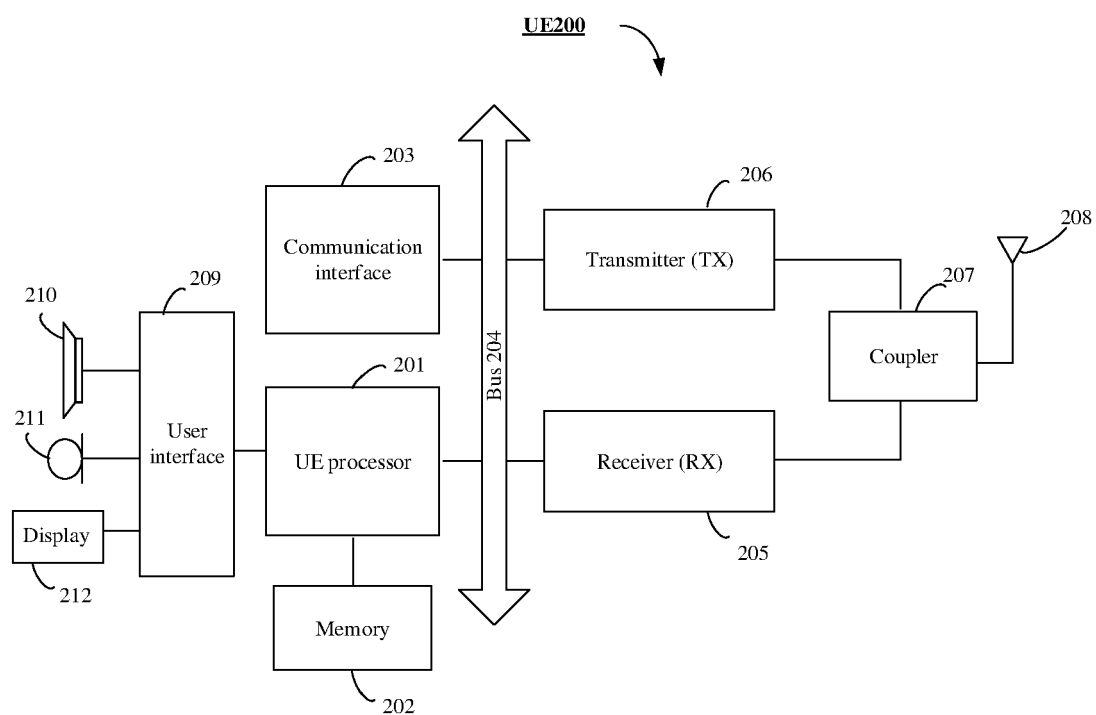 UE200
203
206
208
Communication
interface
Transmitter (TX)
207
209
210
Coupler
Bus 204
201
211
User
interface
UE processor
Receiver (RX)
Display
212
205
Memory
202